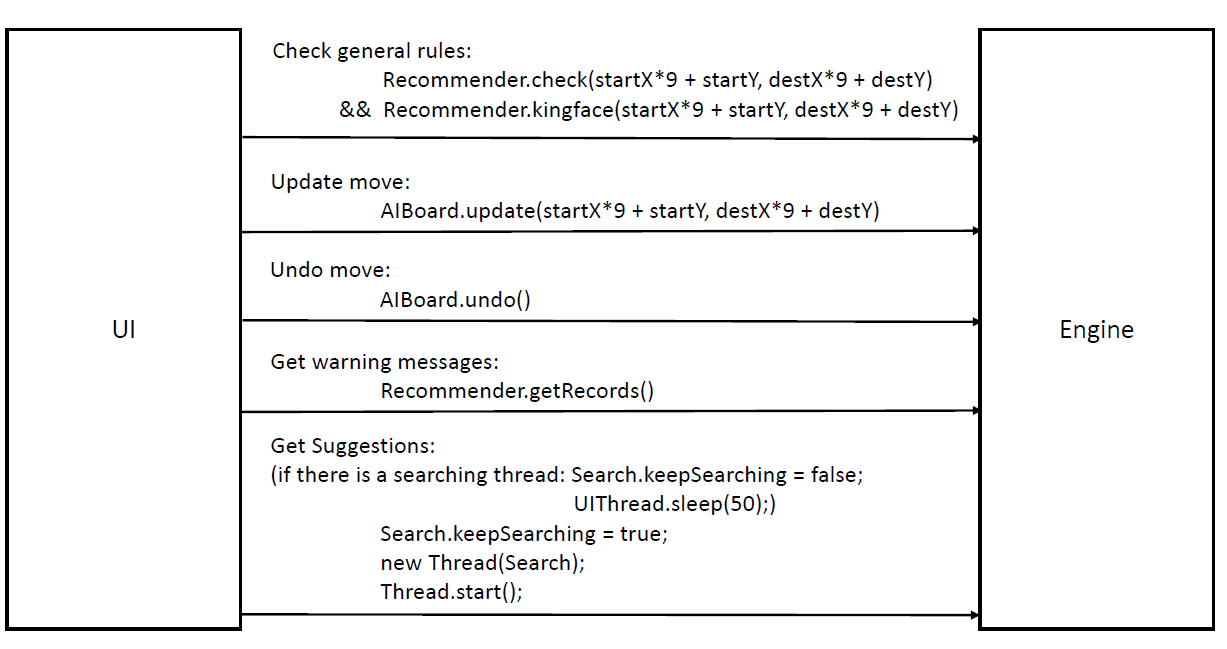 Check general rules:
Recommender.check(startX*9 + startY, destX*9 + destY)
&& Recommender.kingface(startX*9 + startY, destX*9 + destY)
Update move:
AIBoard.update(startX*9 + startY, destX*9 + destY)
Undo move:
AIBoard.undo()
UI
Engine
Get warning messages:
Recommender.getRecords()
Get Suggestions:
(if there is a searching thread: Search.keepSearching = false;
UIThread.sleep(50);)
Search.keepSearching = true;
new Thread(Search);
Thread.start();